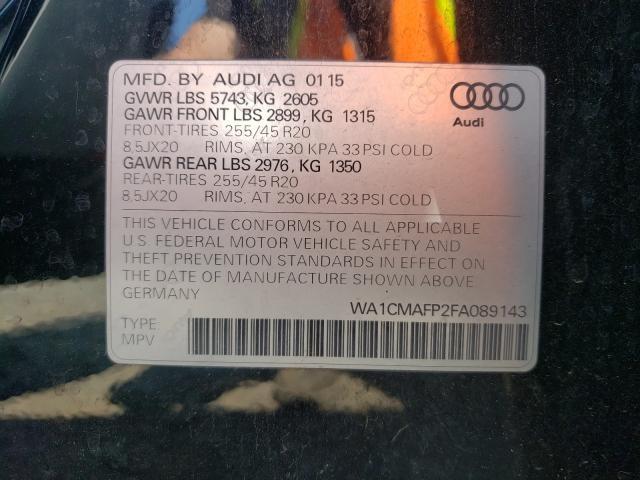 MFD. BY AUDI AG 01 15
GVWR LBS 5743, KG 2605
GAWR FRONT LBS 2899, KG 1315
FRONT-TIRES 255/45 R20
8,5JX20 RIMS, AT 230 KPA 33 PSI COLD
GAWR REAR LBS 2976, KG 1350
REAR-TIRES 255/45 R20
8,5JX20 RIMS, AT 230 KPA 33 PSI COLD
Audi
THIS VEHICLE CONFORMS TO ALL APPLICABLE
U.S. FEDERAL MOTOR VEHICLE SAFETY AND
THEFT PREVENTION STANDARDS IN EFFECT ON
THE DATE OF MANUFACTURE SHOWN ABOVE.
GERMANY
WA1CMAFP2FA089143
TYPE:
MPV